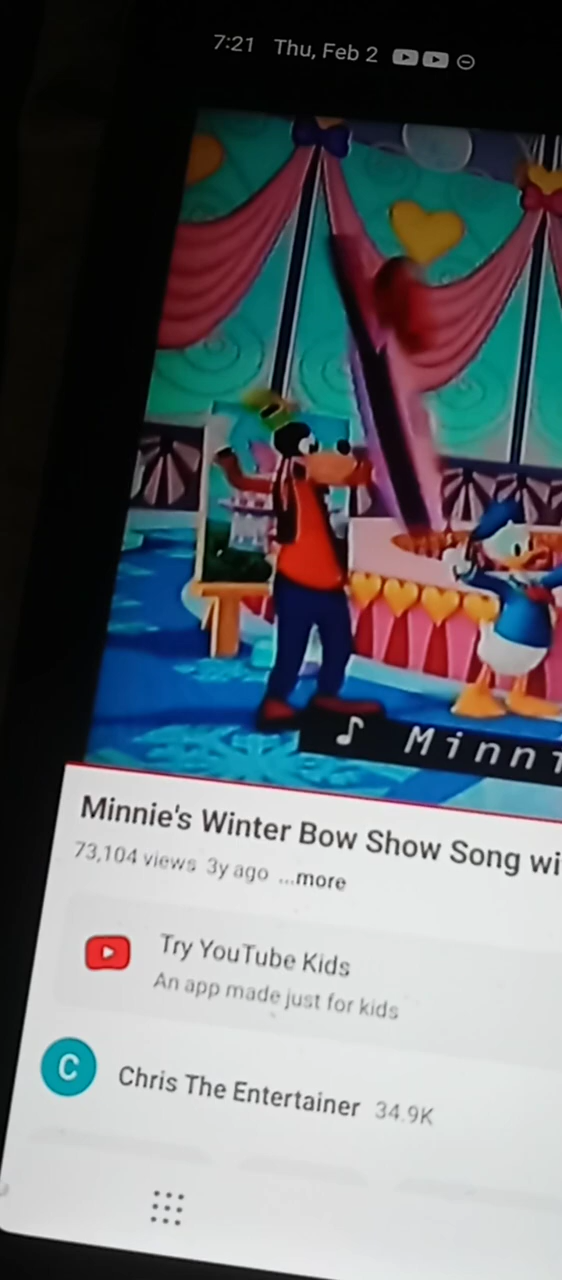 7:21 Thu, Feb 2
♪ Minni
Minnie's Winter Bow Show Song wi
73,104 views 3y ago ...more
Try YouTube Kids
An app made just for kids
C
Chris The Entertainer 34.9K